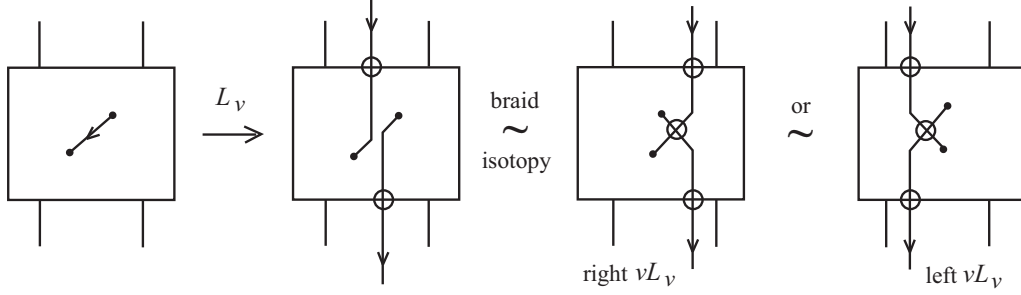 L_v
braid
~
isotopy
or
~
right vL_v
left vL_v